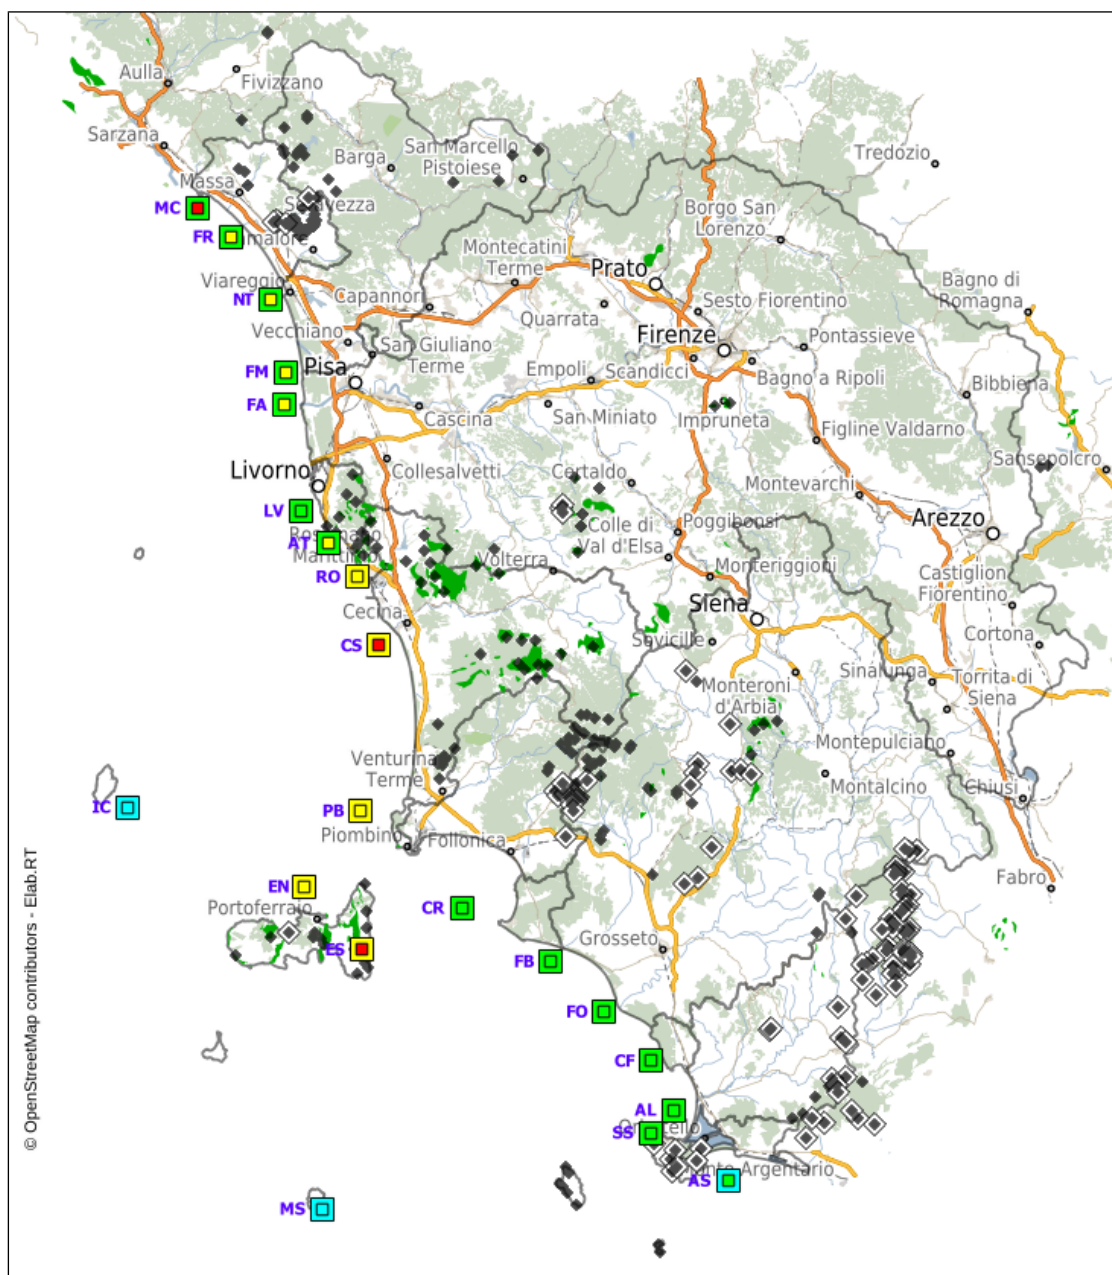 Aulla
Fivizzano
Sarzana
Barga
San Marcello
Pistoiese
Tredozio
Massa
MC
FR
Borgo San
Lorenzo
Montecatini
Terme
Prato
Bagno di
Romagna
Viareggio
NT
Capannori
Sesto Fiorentino
Quarrata
Vecchiano
Firenze
Pontassieve
San Giuliano
Terme
FM
Pisa
Empoli
Scandicci
Bagno a Ripoli
Bibbiena
FA
Cascina
San Miniato
Impruneta
Figline Valdarno
Livorno
Collesalvetti
Certaldo
Sansepolcro
Montevarchi
LV
Colle di
Val d'Elsa
Poggibonsi
Arezzo
AT
RO
Volterra
Monteriggioni
Castiglion
Fiorentino
Cecina
Siena
CS
Sovicille
Cortona
Sinalunga
Monteroni
d'Arbia
Torrita di
Siena
Montepulciano
Venturina
Terme
Montalcino
Chiusi
IC
PB
Piombino
Follonica
Fabro
EN
Portoferraio
CR
ES
Grosseto
FB
FO
CF
AL
SS
Argentario
AS
MS
© OpenStreetMap contributors - Elab.RT